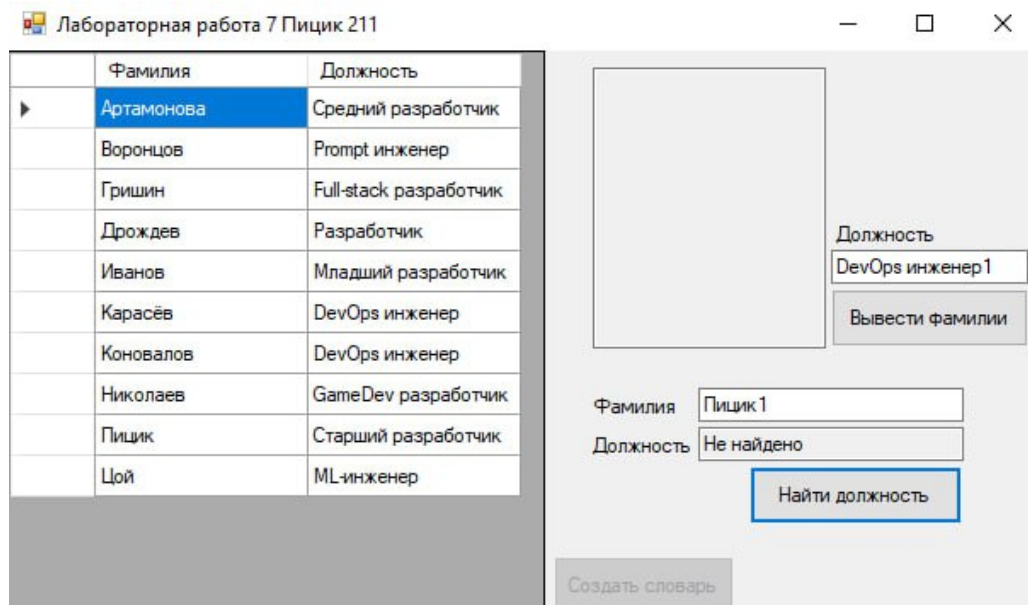 Лабораторная работа 7 Пицик 211
Фамилия Должность
Артамонова Средний разработчик
Воронцов Prompt инженер
Гришин Full-stack разработчик
Дрождев Разработчик
Иванов Младший разработчик
Карасёв DevOps инженер
Коновалов DevOps инженер
Николаев GameDev разработчик
Пицик Старший разработчик
Цой ML-инженер
Должность
DevOps инженер1
Вывести фамилии
Фамилия Пицик1
Должность Не найдено
Найти должность
Создать словарь